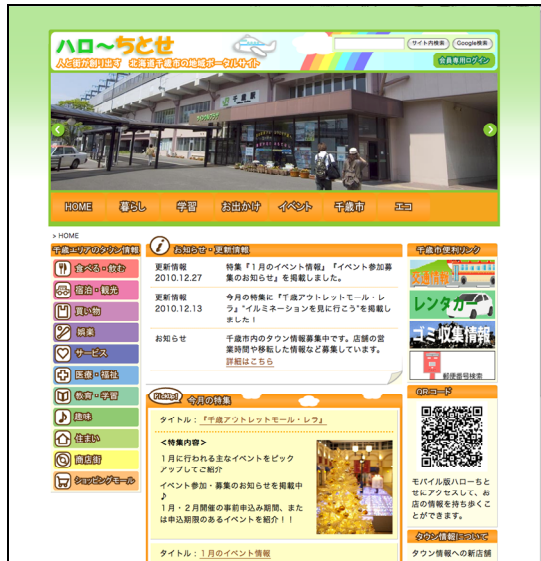 ハロ〜ちとせ
人と街が創り出す 北海道千歳市の地域ポータルサイト
サイト内検索
Google検索
会員専用ログイン
千歳駅
HOME 暮らし 学習 お出かけ イベント 千歳市 エコ
> HOME
千歳エリアのタウン情報
食べる・飲む
宿泊・観光
買い物
娯楽
サービス
医療・福祉
教育・学習
趣味
住まい
商店街
ショッピングモール
お知らせ・更新情報
更新情報
2010.12.27
特集『1月のイベント情報』『イベント参加募
集のお知らせ』を掲載しました。
更新情報
2010.12.13
今月の特集に『千歳アウトレットモール・レ
ラ』"イルミネーションを見に行こう"を掲載し
ました!
お知らせ
千歳市内のタウン情報募集中です。店舗の営
業時間や移転した情報など募集しています。
詳細はこちら
PickUp!
今月の特集
タイトル:『千歳アウトレットモール・レラ』
<特集内容>
1月に行われる主なイベントをピック
アップしてご紹介
イベント参加・募集のお知らせを掲載中
♪
1月・2月開催の事前申込み期間、また
は申込期限のあるイベントを紹介!!
タイトル:1月のイベント情報
千歳市便利リンク
交通情報
レンタカー
ゴミ収集情報
郵便番号検索
QRコード
モバイル版ハローちと
せにアクセスして、お
店の情報を持ち歩くこ
とができます。
タウン情報について
タウン情報への新店舗